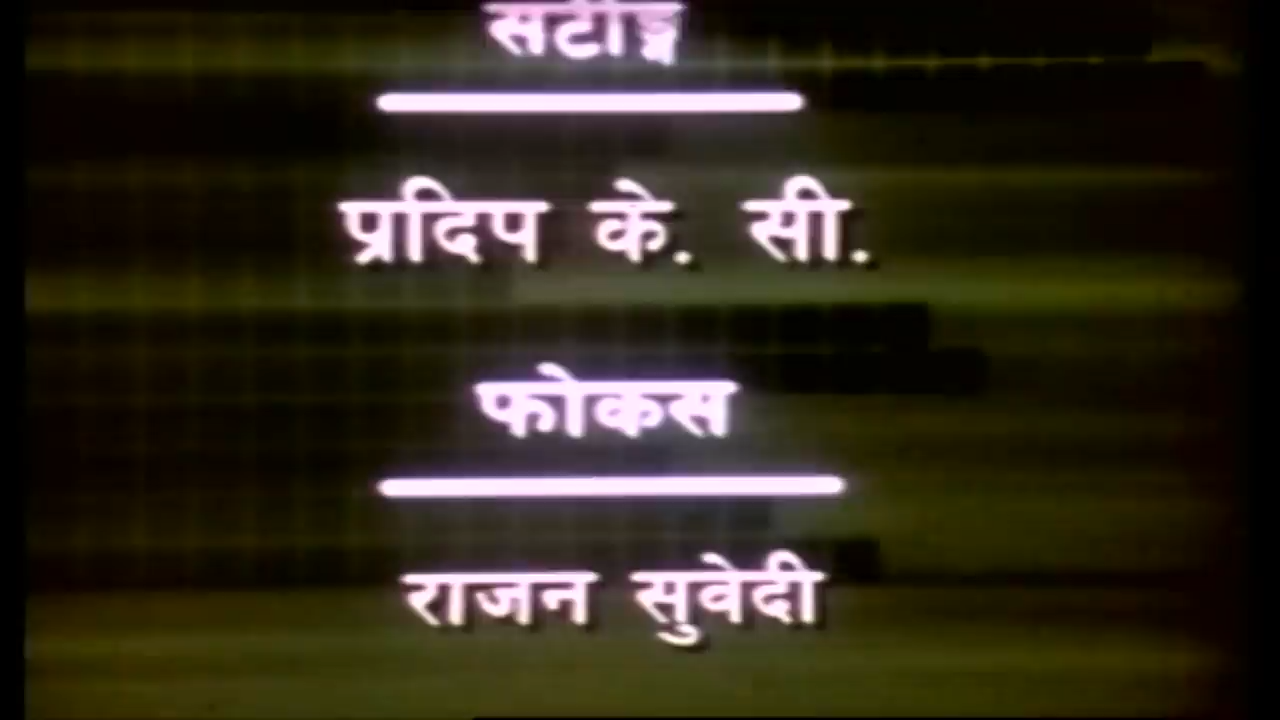 प्रदिप के. सी.
फोकस
राजन सुवेदी